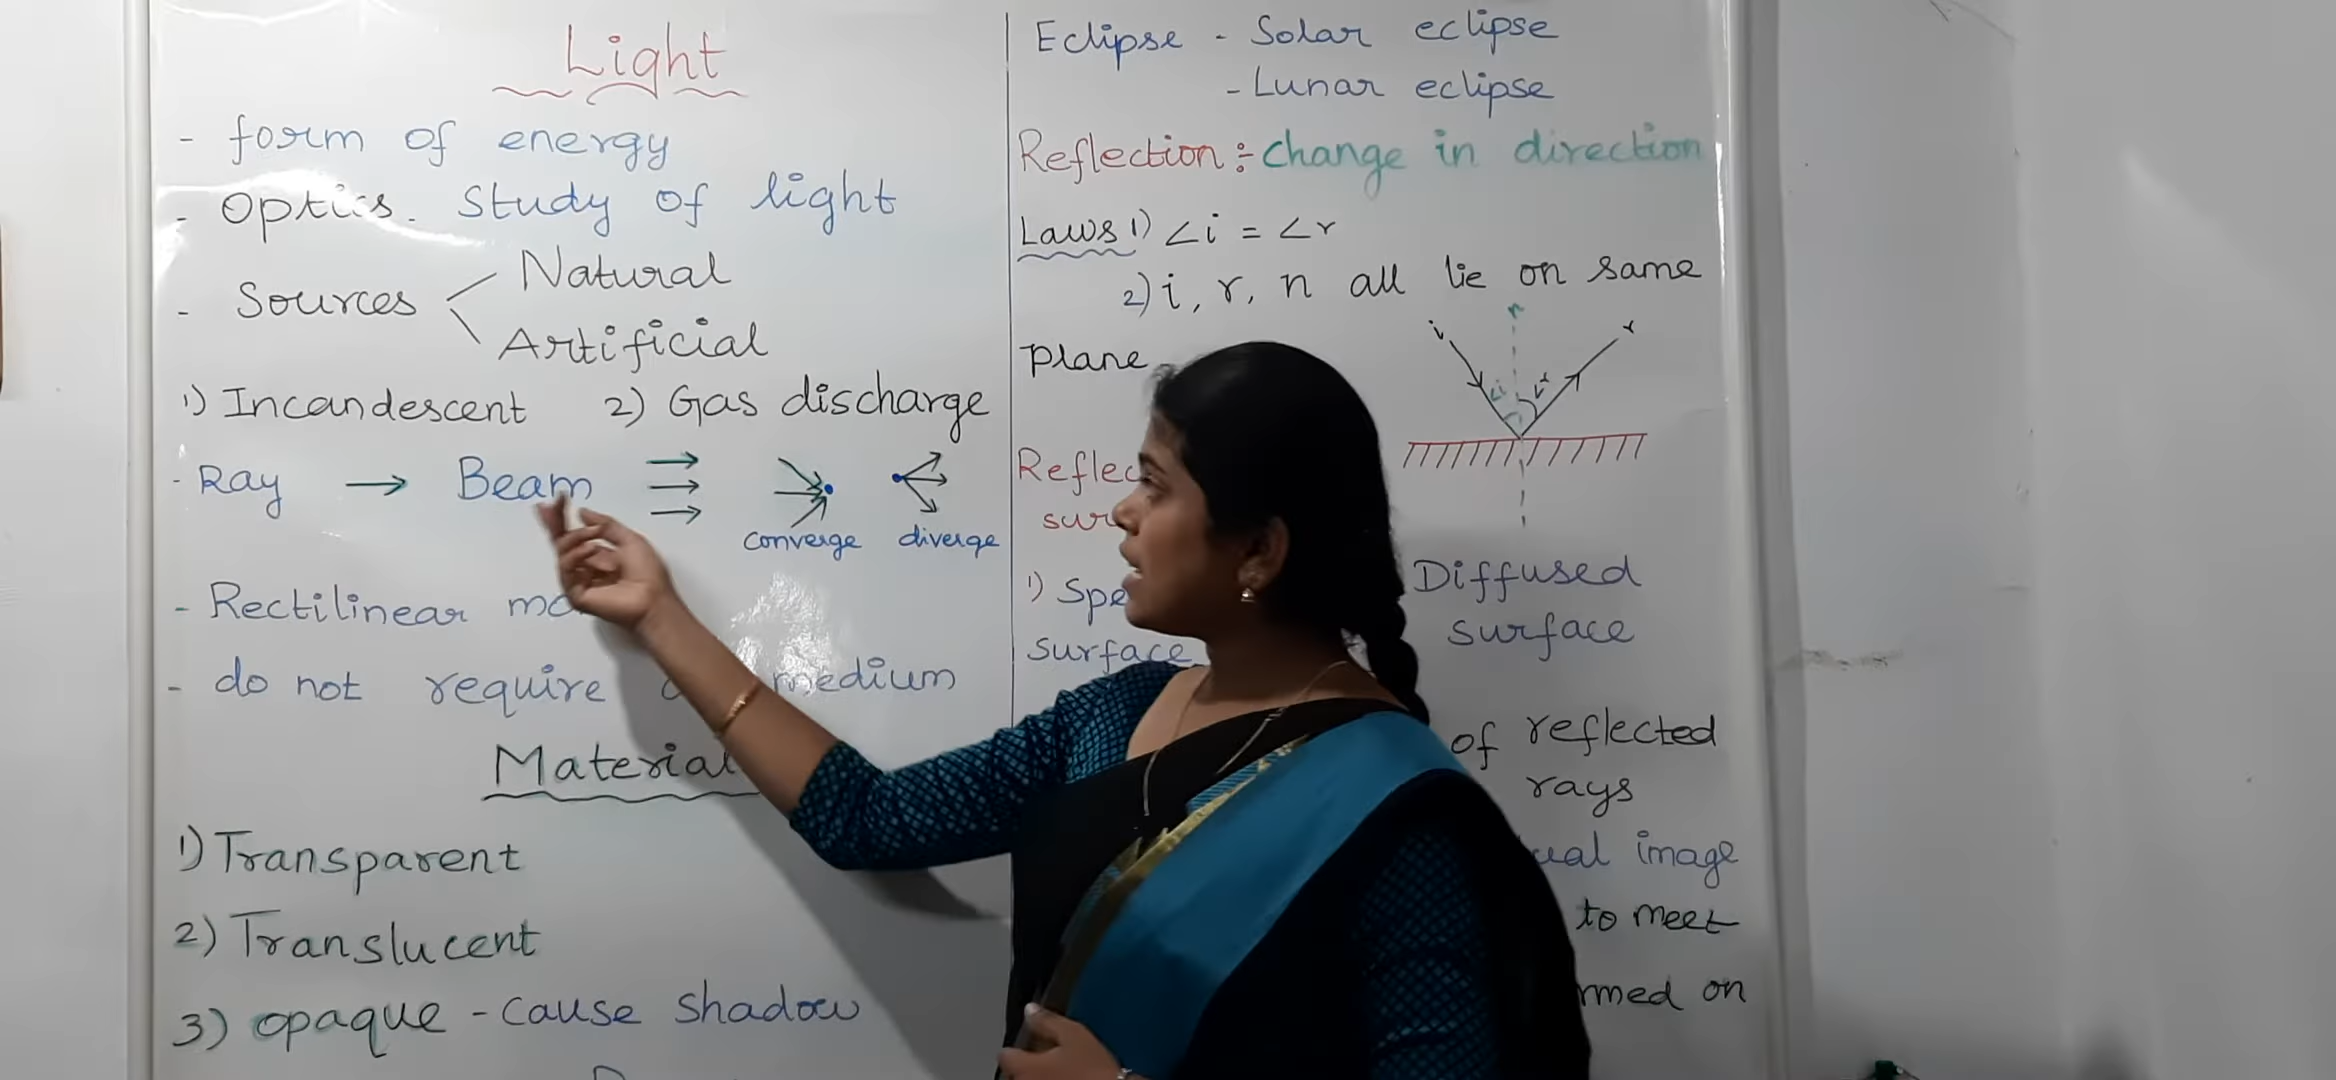 Light
- form of energy
- Optics. Study of light
- Sources Natural
Artificial
1) Incandescent 2) Gas discharge
- Ray → Beam
converge diverge
- Rectilinear
- do not require medium
Material
1) Transparent
2) Translucent
3) opaque - cause shadow
Eclipse - Solar eclipse
- Lunar eclipse
Reflection ÷ change in direction
Laws 1) ∠i = ∠r
2) i, r, n all lie on same
plane
n
i r
∠i ∠r
1)
surface
Diffused
surface
of reflected
rays
image
to meet
on